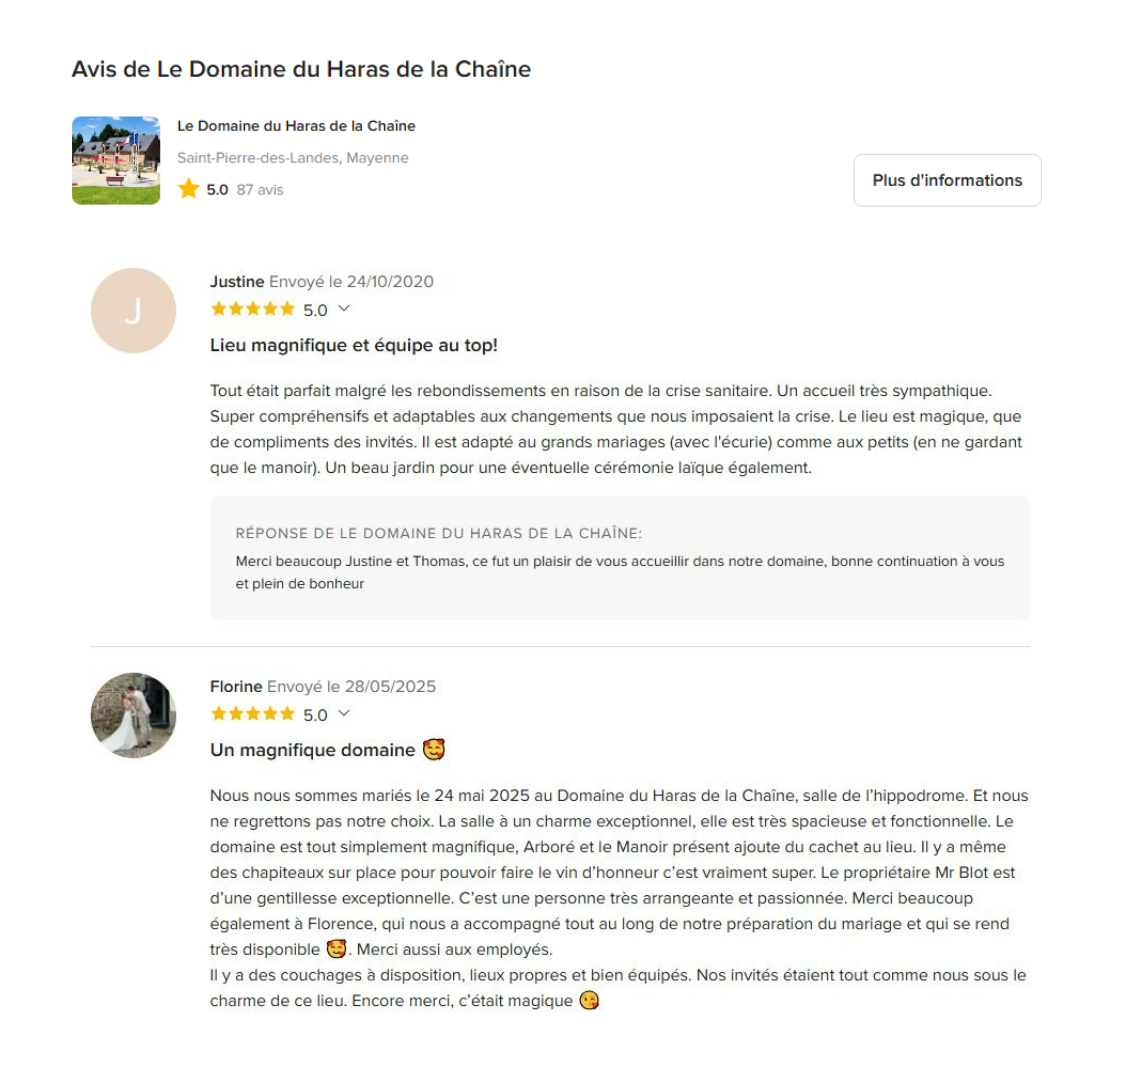 Avis de Le Domaine du Haras de la Chaîne
Le Domaine du Haras de la Chaîne
Saint-Pierre-des-Landes, Mayenne
5.0 87 avis
Plus d'informations
J
Justine Envoyé le 24/10/2020
5.0
Lieu magnifique et équipe au top!
Tout était parfait malgré les rebondissements en raison de la crise sanitaire. Un accueil très sympathique.
Super compréhensifs et adaptables aux changements que nous imposaient la crise. Le lieu est magique, que
de compliments des invités. Il est adapté au grands mariages (avec l'écurie) comme aux petits (en ne gardant
que le manoir). Un beau jardin pour une éventuelle cérémonie laïque également.
RÉPONSE DE LE DOMAINE DU HARAS DE LA CHAÎNE:
Merci beaucoup Justine et Thomas, ce fut un plaisir de vous accueillir dans notre domaine, bonne continuation à vous
et plein de bonheur
Florine Envoyé le 28/05/2025
5.0
Un magnifique domaine 🥰
Nous nous sommes mariés le 24 mai 2025 au Domaine du Haras de la Chaîne, salle de l’hippodrome. Et nous
ne regrettons pas notre choix. La salle à un charme exceptionnel, elle est très spacieuse et fonctionnelle. Le
domaine est tout simplement magnifique, Arboré et le Manoir présent ajoute du cachet au lieu. Il y a même
des chapiteaux sur place pour pouvoir faire le vin d’honneur c’est vraiment super. Le propriétaire Mr Blot est
d’une gentillesse exceptionnelle. C’est une personne très arrangeante et passionnée. Merci beaucoup
également à Florence, qui nous a accompagné tout au long de notre préparation du mariage et qui se rend
très disponible 🥰. Merci aussi aux employés.
Il y a des couchages à disposition, lieux propres et bien équipés. Nos invités étaient tout comme nous sous le
charme de ce lieu. Encore merci, c’était magique 😘